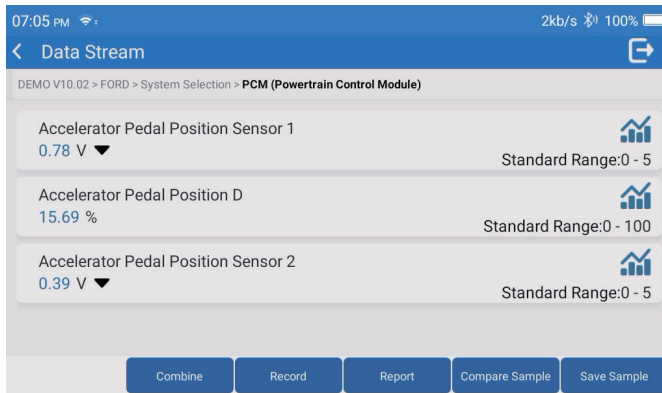 07:05 PM 2kb/s 100%
Data Stream
DEMO V10.02 > FORD > System Selection > PCM (Powertrain Control Module)
Accelerator Pedal Position Sensor 1
0.78 V
Standard Range:0 - 5
Accelerator Pedal Position D
15.69 %
Standard Range:0 - 100
Accelerator Pedal Position Sensor 2
0.39 V
Standard Range:0 - 5
Combine Record Report Compare Sample Save Sample